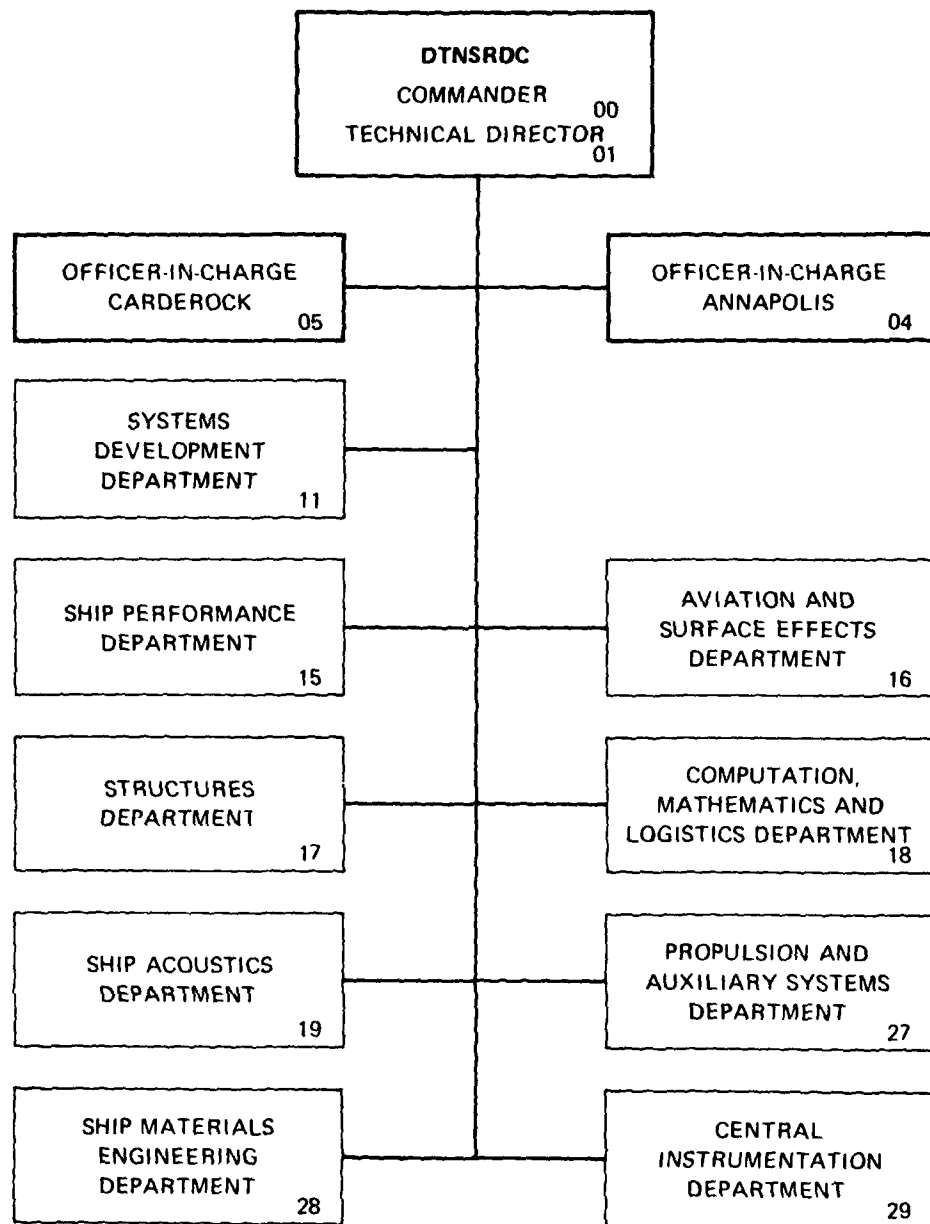 DTNSRDC
COMMANDER
00
TECHNICAL DIRECTOR
01
OFFICER-IN-CHARGE
CARDEROCK
05
OFFICER-IN-CHARGE
ANNAPOLIS
04
SYSTEMS
DEVELOPMENT
DEPARTMENT
11
SHIP PERFORMANCE
DEPARTMENT
15
AVIATION AND
SURFACE EFFECTS
DEPARTMENT
16
STRUCTURES
DEPARTMENT
17
COMPUTATION,
MATHEMATICS AND
LOGISTICS DEPARTMENT
18
SHIP ACOUSTICS
DEPARTMENT
19
PROPULSION AND
AUXILIARY SYSTEMS
DEPARTMENT
27
SHIP MATERIALS
ENGINEERING
DEPARTMENT
28
CENTRAL
INSTRUMENTATION
DEPARTMENT
29